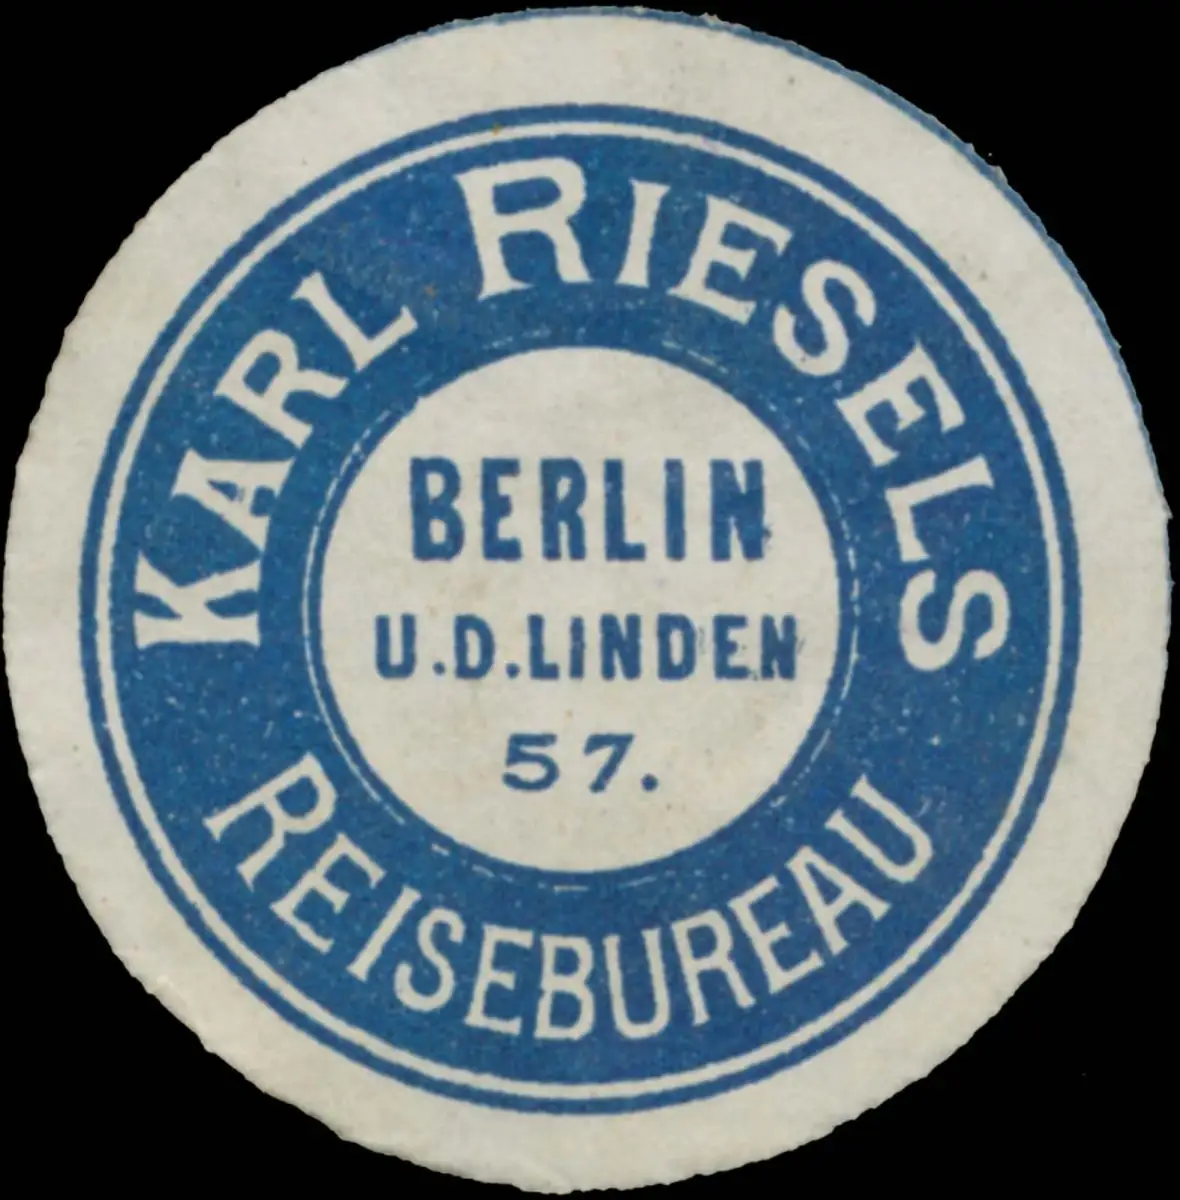 KARL RIESELS
BERLIN
U.D.LINDEN
57.
REISEBUREAU